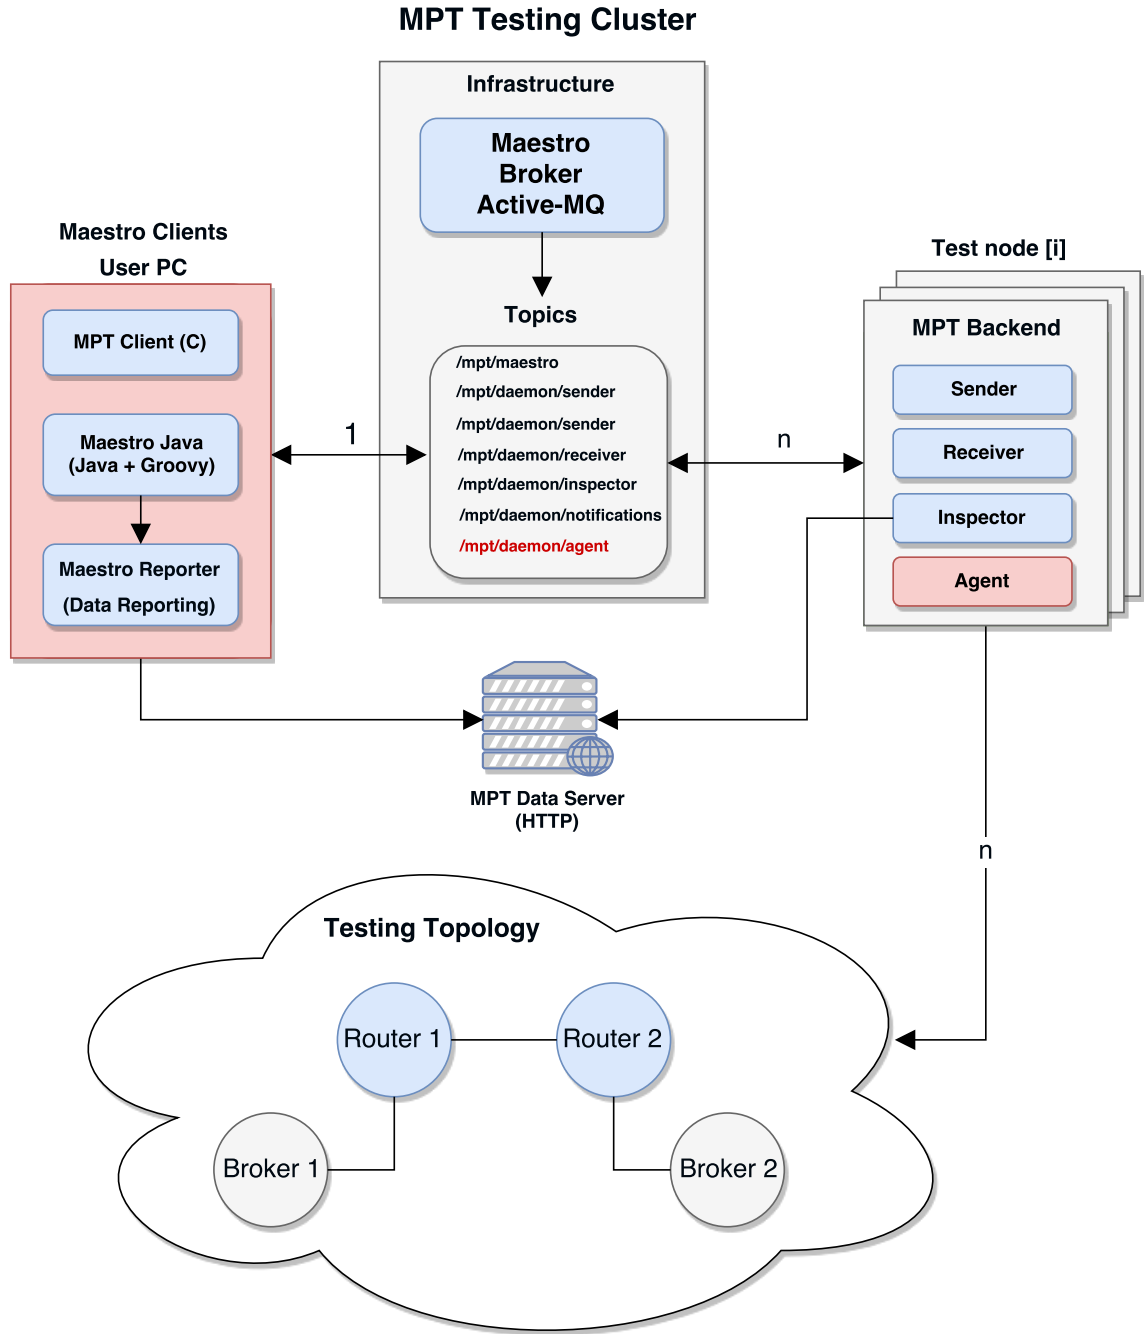 MPT Testing Cluster
Infrastructure
Maestro
Broker
Active-MQ
Topics
/mpt/maestro
/mpt/daemon/sender
/mpt/daemon/sender
/mpt/daemon/receiver
/mpt/daemon/inspector
/mpt/daemon/notifications
/mpt/daemon/agent
Maestro Clients
User PC
MPT Client (C)
Maestro Java
(Java + Groovy)
Maestro Reporter
(Data Reporting)
1
n
Test node [i]
MPT Backend
Sender
Receiver
Inspector
Agent
MPT Data Server
(HTTP)
n
Testing Topology
Router 1
Router 2
Broker 1
Broker 2